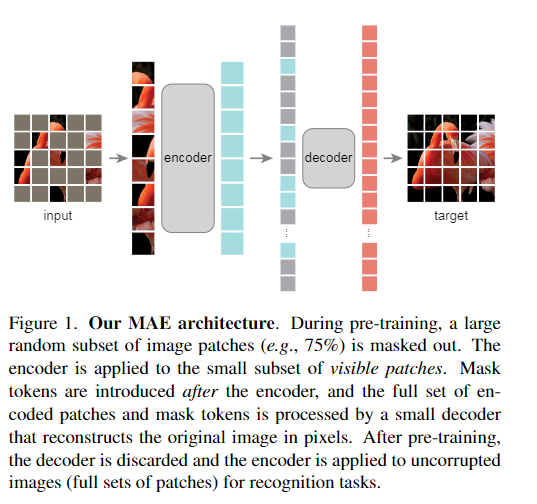 input
encoder
decoder
target
Figure 1. Our MAE architecture. During pre-training, a large
random subset of image patches (e.g., 75%) is masked out. The
encoder is applied to the small subset of visible patches. Mask
tokens are introduced after the encoder, and the full set of en-
coded patches and mask tokens is processed by a small decoder
that reconstructs the original image in pixels. After pre-training,
the decoder is discarded and the encoder is applied to uncorrupted
images (full sets of patches) for recognition tasks.